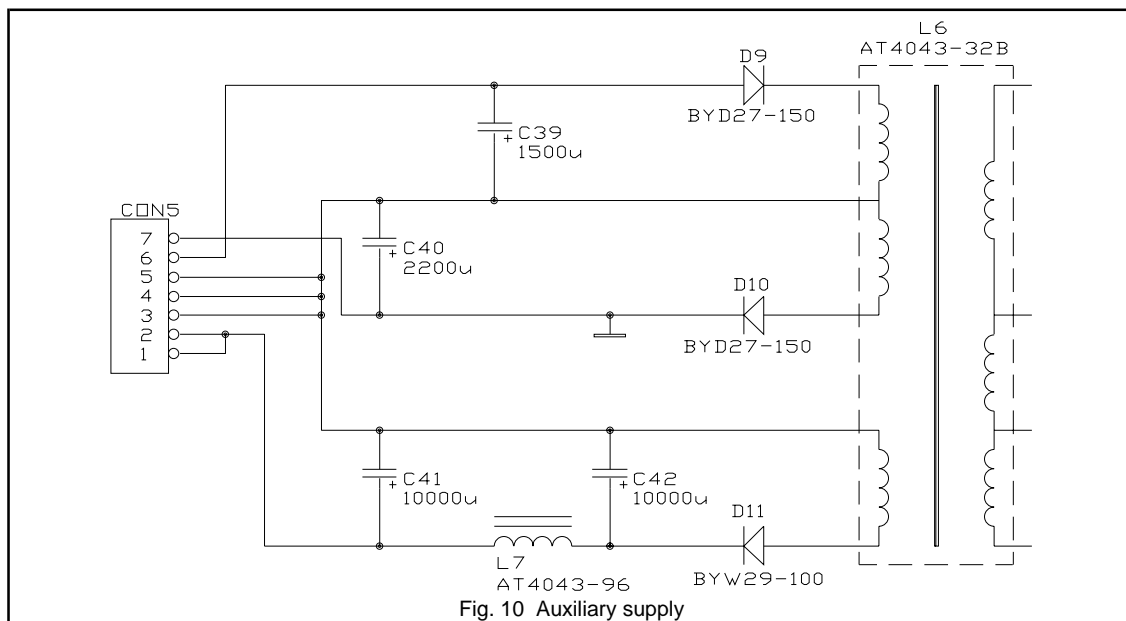 L6
AT4043-32B
D9
BYD27-150
+ C39
1500u
CON5
7
6
5
4
3
2
1
+ C40
2200u
D10
BYD27-150
+ C41
10000u
+ C42
10000u
D11
BYW29-100
L7
AT4043-96
Fig. 10 Auxiliary supply